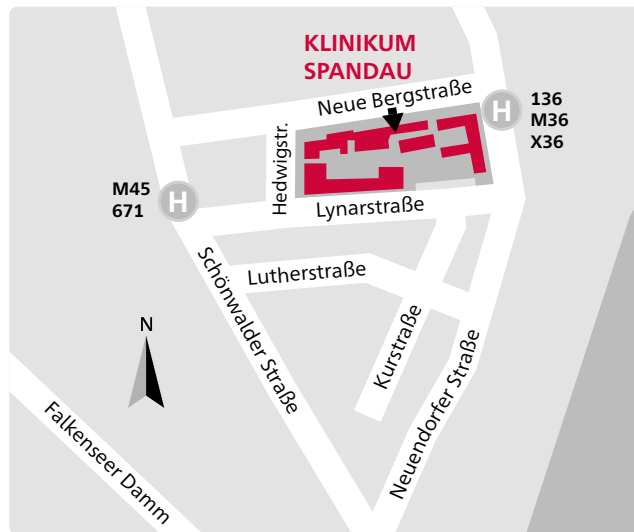 KLINIKUM
SPANDAU
Neue Bergstraße
H
136
M36
X36
Hedwigstr.
M45
671
H
Lynarstraße
Schönwalder Straße
Lutherstraße
Kurstraße
Neuendorfer Straße
N
Falkenseer Damm